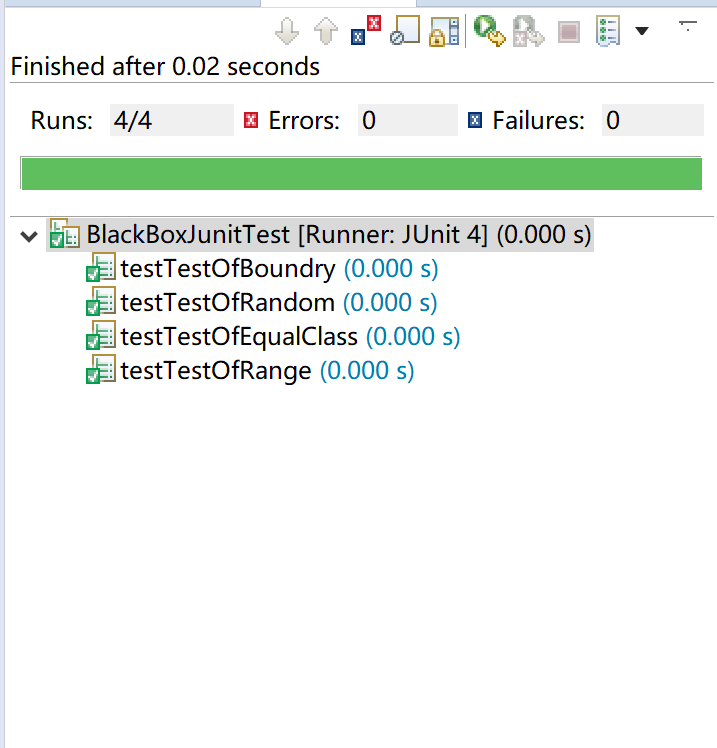 Finished after 0.02 seconds
Runs: 4/4 Errors: 0 Failures: 0
BlackBoxJunitTest [Runner: JUnit 4] (0.000 s)
testTestOfBoundry (0.000 s)
testTestOfRandom (0.000 s)
testTestOfEqualClass (0.000 s)
testTestOfRange (0.000 s)